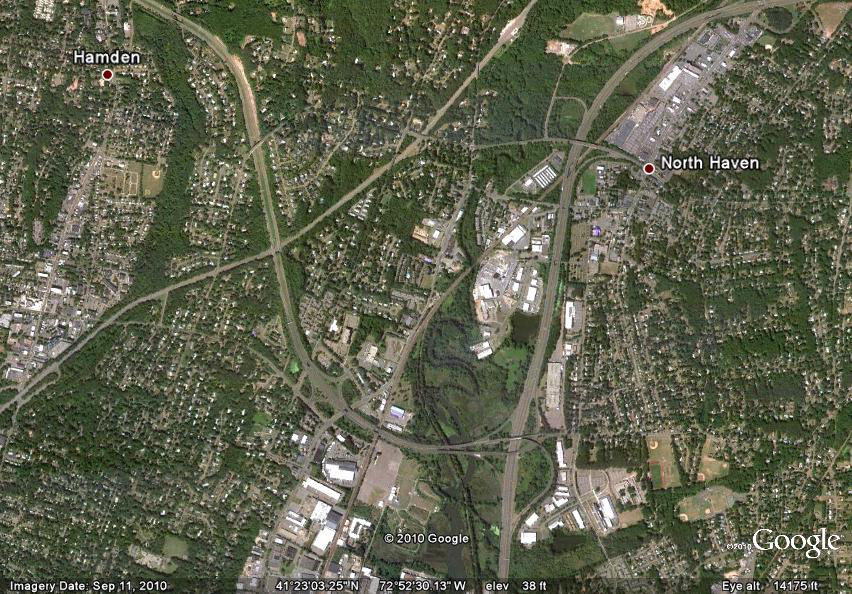 Hamden
North Haven
© 2010 Google
©2010 Google
Imagery Date: Sep 11, 2010 41°23'03.25" N 72°52'30.13" W elev 38 ft Eye alt 14175 ft